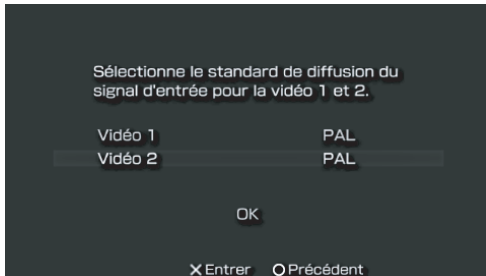 Sélectionne le standard de diffusion du
signal d'entrée pour la vidéo 1 et 2.
Vidéo 1 PAL
Vidéo 2 PAL
OK
X Entrer O Précédent